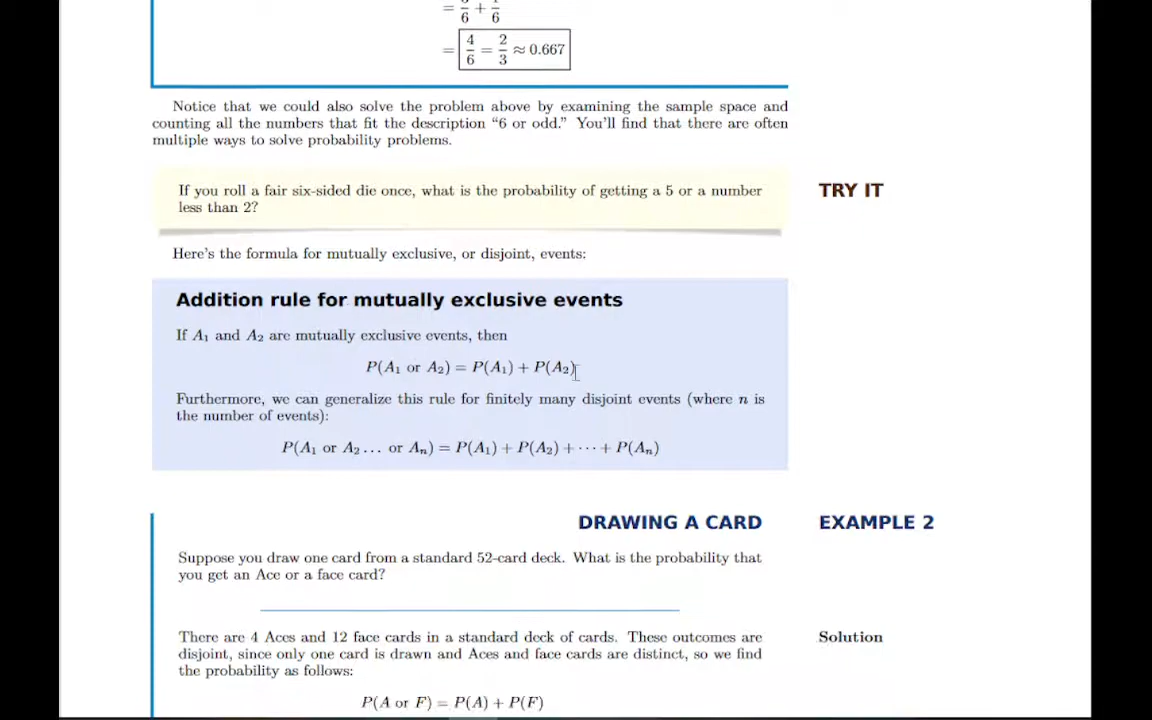 = —/6 + —/6
= 4/6 = 2/3 ≈ 0.667
Notice that we could also solve the problem above by examining the sample space and
counting all the numbers that fit the description “6 or odd.” You’ll find that there are often
multiple ways to solve probability problems.
If you roll a fair six-sided die once, what is the probability of getting a 5 or a number
less than 2?
TRY IT
Here’s the formula for mutually exclusive, or disjoint, events:
Addition rule for mutually exclusive events
If A₁ and A₂ are mutually exclusive events, then
P(A₁ or A₂) = P(A₁) + P(A₂)
Furthermore, we can generalize this rule for finitely many disjoint events (where n is
the number of events):
P(A₁ or A₂ . . . or Aₙ) = P(A₁) + P(A₂) + ⋯ + P(Aₙ)
DRAWING A CARD
EXAMPLE 2
Suppose you draw one card from a standard 52-card deck. What is the probability that
you get an Ace or a face card?
There are 4 Aces and 12 face cards in a standard deck of cards. These outcomes are
disjoint, since only one card is drawn and Aces and face cards are distinct, so we find
the probability as follows:
Solution
P(A or F) = P(A) + P(F)